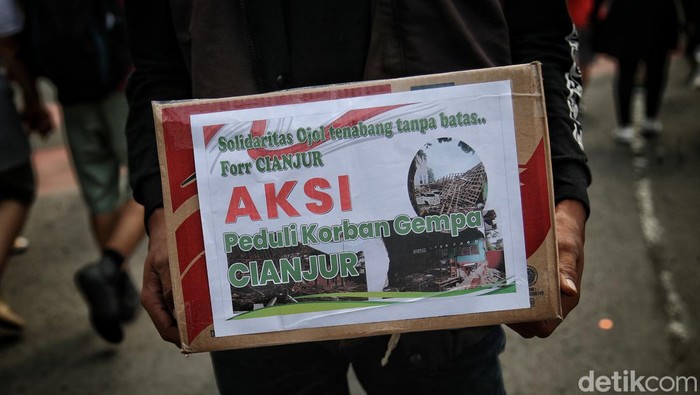 Solidaritas Ojol tenabang tanpa batas..
Forr CIANJUR
AKSI
Peduli Korban Gempa
CIANJUR
detikcom